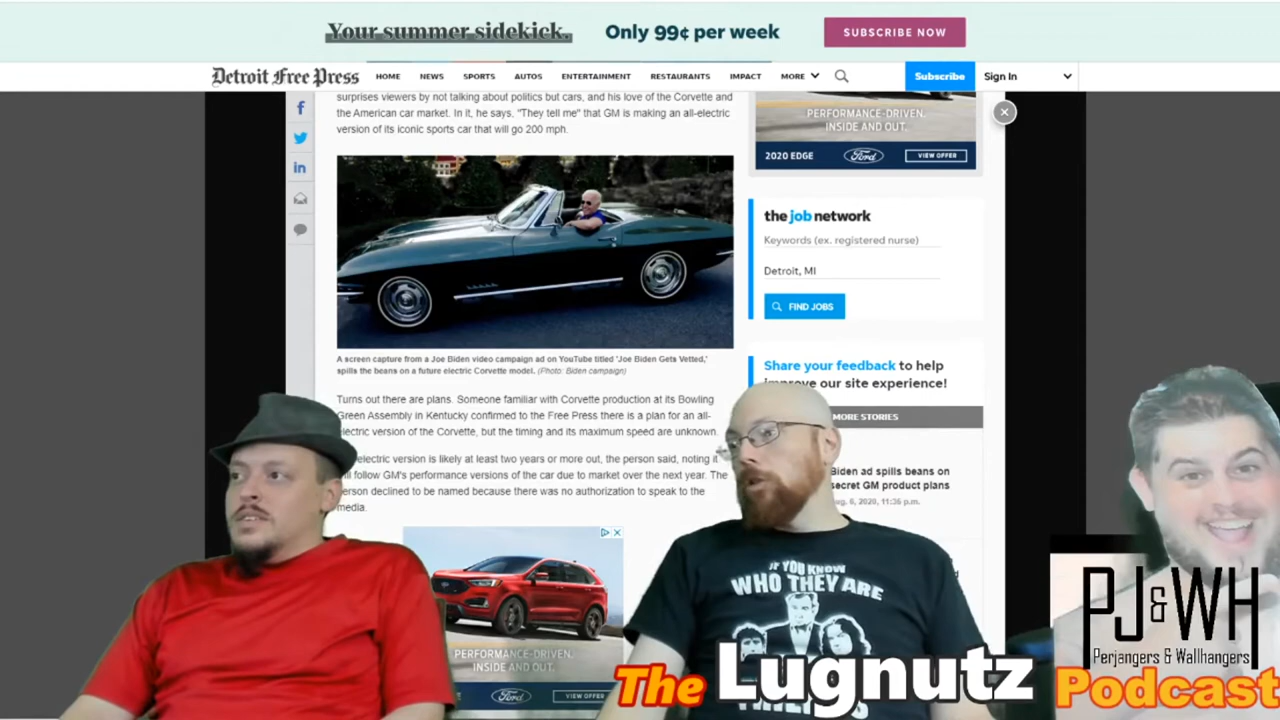 Your summer sidekick.
Only 99¢ per week
SUBSCRIBE NOW
Detroit Free Press
HOME
NEWS
SPORTS
AUTOS
ENTERTAINMENT
RESTAURANTS
IMPACT
MORE
Subscribe
Sign In
surprises viewers by not talking about politics but cars, and his love of the Corvette and
the American car market. In it, he says, "They tell me" that GM is making an all-electric
version of its iconic sports car that will go 200 mph.
A screen capture from a Joe Biden video campaign ad on YouTube titled 'Joe Biden Gets Vetted,'
spills the beans on a future electric Corvette model. (Photo: Biden campaign)
Turns out there are plans. Someone familiar with Corvette production at its Bowling
Green Assembly in Kentucky confirmed to the Free Press there is a plan for an all-
electric version of the Corvette, but the timing and its maximum speed are unknown.
electric version is likely at least two years or more out, the person said, noting it
follow GM's performance versions of the car due to market over the next year. The
person declined to be named because there was no authorization to speak to the
media.
PERFORMANCE-DRIVEN.
INSIDE AND OUT.
Ford
VIEW OFFER
PERFORMANCE-DRIVEN.
INSIDE AND OUT.
2020 EDGE
Ford
VIEW OFFER
the job network
Keywords (ex. registered nurse)
Detroit, MI
FIND JOBS
Share your feedback to help
improve our site experience!
MORE STORIES
Biden ad spills beans on
secret GM product plans
Aug. 6, 2020, 11:36 p.m.
IF YOU KNOW
WHO THEY ARE
The Lugnutz Podcast
PJ&WH
Perjangers & Wallhangers